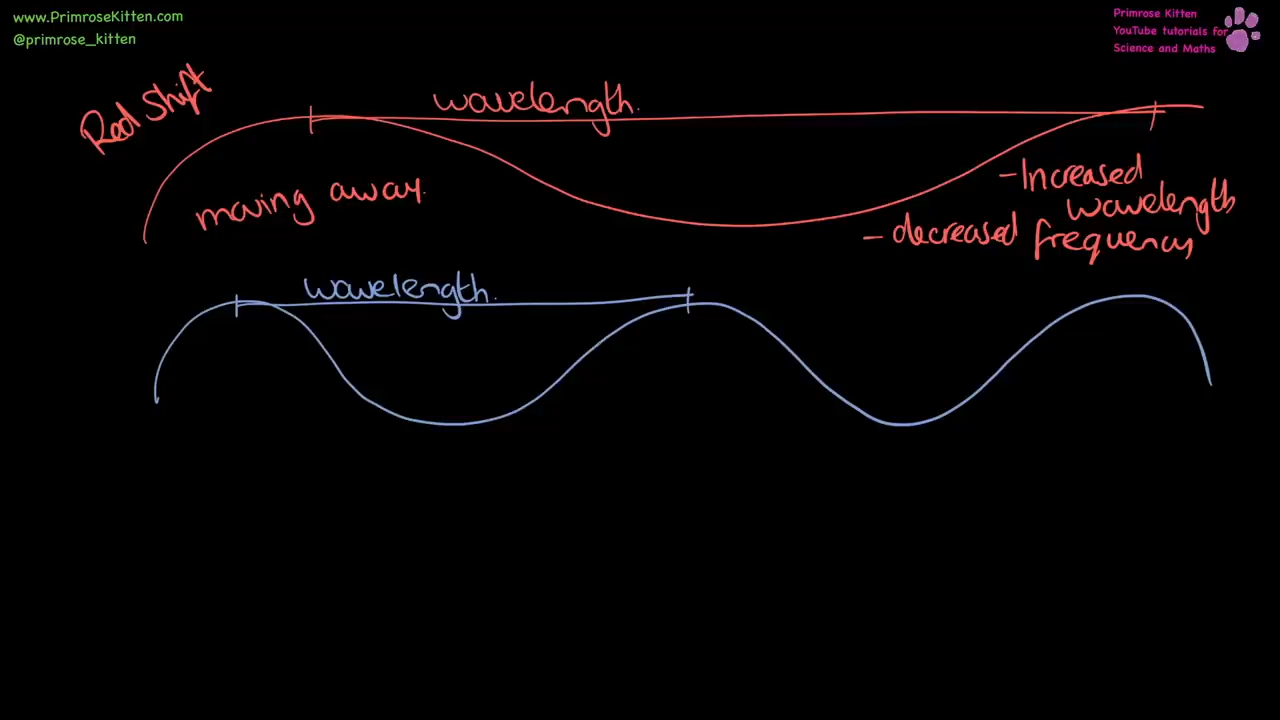 www.PrimroseKitten.com
@primrose_kitten
Primrose Kitten
YouTube tutorials for
Science and Maths
Red Shift
wavelength.
moving away.
- Increased
wavelength
- decreased frequency
wavelength.